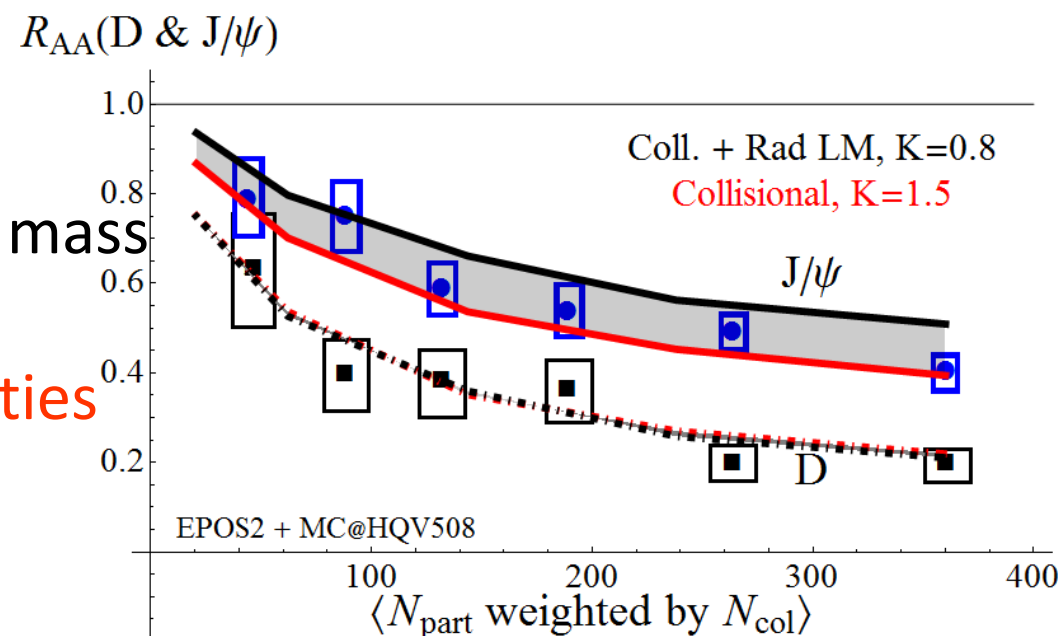 R_AA(D & J/ψ)
1.0
Coll. + Rad LM, K=0.8
0.8
Collisional, K=1.5
mass
J/ψ
0.6
0.4
ties
0.2
D
EPOS2 + MC@HQV508
100 200 300 400
⟨N_part weighted by N_col⟩